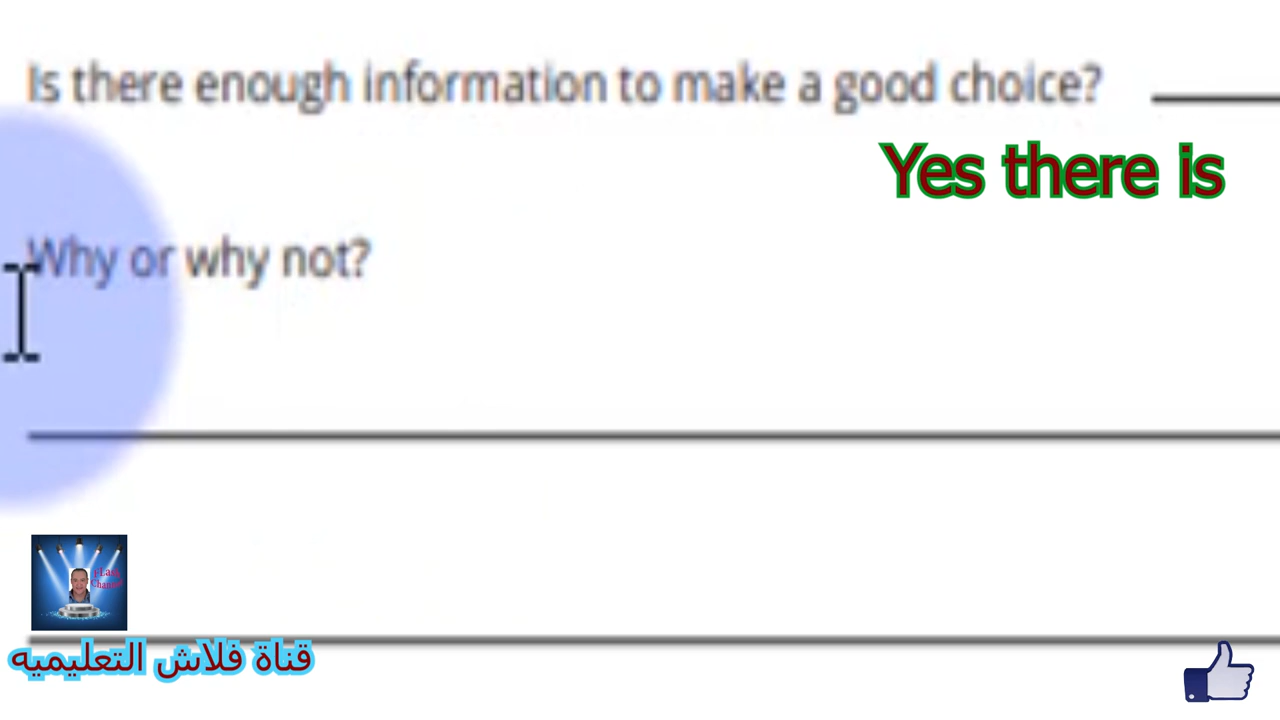 Is there enough information to make a good choice?
Yes there is
Why or why not?
قناة فلاش التعليميه